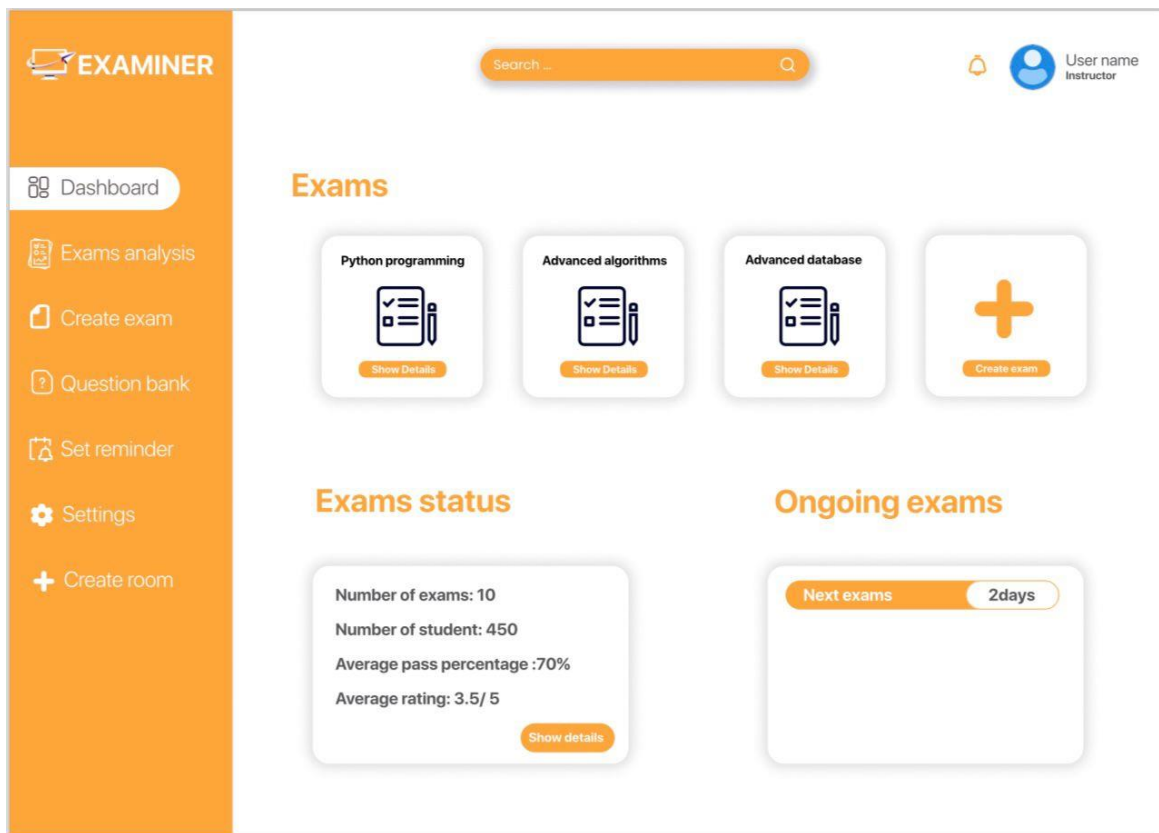 EXAMINER
Search ...
User name
Instructor
Dashboard
Exams analysis
Create exam
Question bank
Set reminder
Settings
Create room
Exams
Python programming
Show Details
Advanced algorithms
Show Details
Advanced database
Show Details
Create exam
Exams status
Number of exams: 10
Number of student: 450
Average pass percentage :70%
Average rating: 3.5/ 5
Show details
Ongoing exams
Next exams 2days